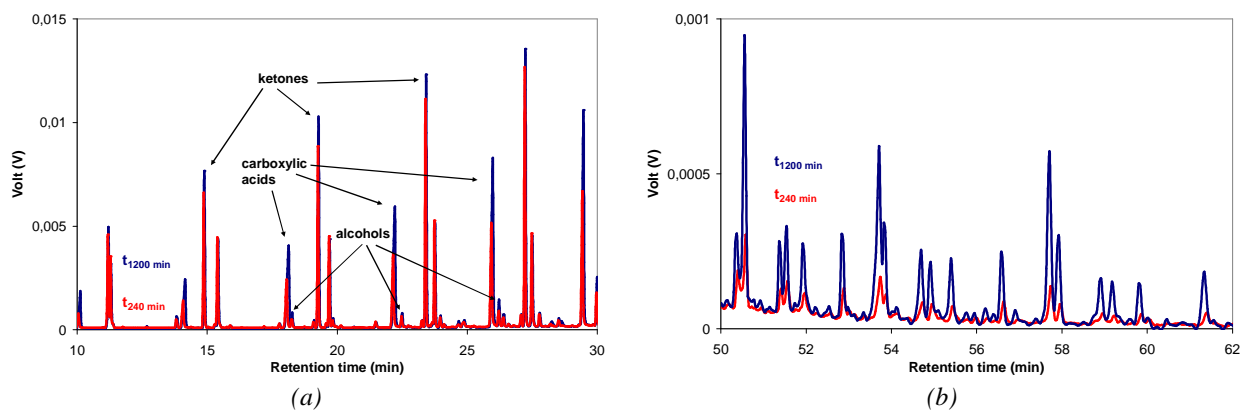 0,015
0,01
0,005
0
Volt (V)
ketones
carboxylic
acids
alcohols
t1200 min
t240 min
10 15 20 25 30
Retention time (min)
(a)
0,001
0,0005
0
Volt (V)
t1200 min
t240 min
50 52 54 56 58 60 62
Retention time (min)
(b)